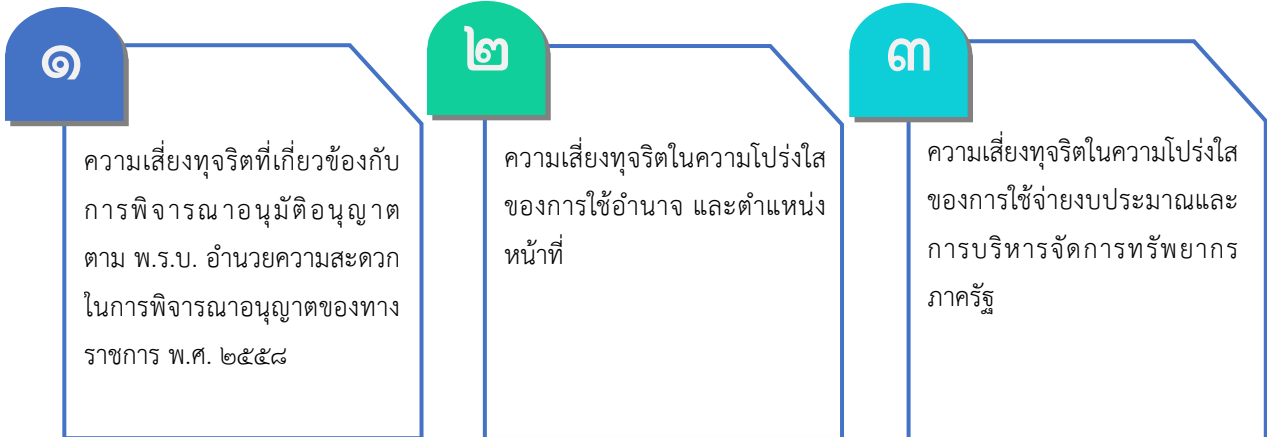 ๑
ความเสี่ยงทุจริตที่เกี่ยวข้องกับ
การพิจารณาอนุมัติอนุญาต
ตาม พ.ร.บ. อำนวยความสะดวก
ในการพิจารณาอนุญาตของทาง
ราชการ พ.ศ. ๒๕๕๘
๒
ความเสี่ยงทุจริตในความโปร่งใส
ของการใช้อำนาจ และตำแหน่ง
หน้าที่
๓
ความเสี่ยงทุจริตในความโปร่งใส
ของการใช้จ่ายงบประมาณและ
การบริหารจัดการทรัพยากร
ภาครัฐ